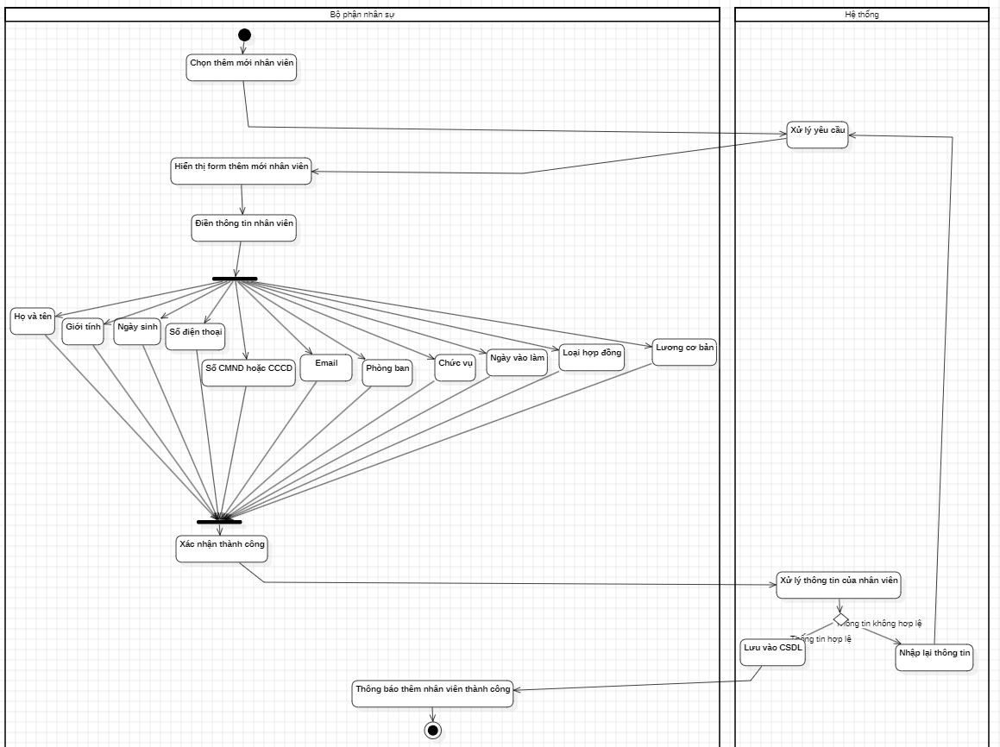 Bộ phận nhân sự
Hệ thống
Chọn thêm mới nhân viên
Xử lý yêu cầu
Hiển thị form thêm mới nhân viên
Điền thông tin nhân viên
Họ và tên
Giới tính
Ngày sinh
Số điện thoại
Số CMND hoặc CCCD
Email
Phòng ban
Chức vụ
Ngày vào làm
Loại hợp đồng
Lương cơ bản
Xác nhận thành công
Xử lý thông tin của nhân viên
Thông tin không hợp lệ
Thông tin hợp lệ
Lưu vào CSDL
Nhập lại thông tin
Thông báo thêm nhân viên thành công